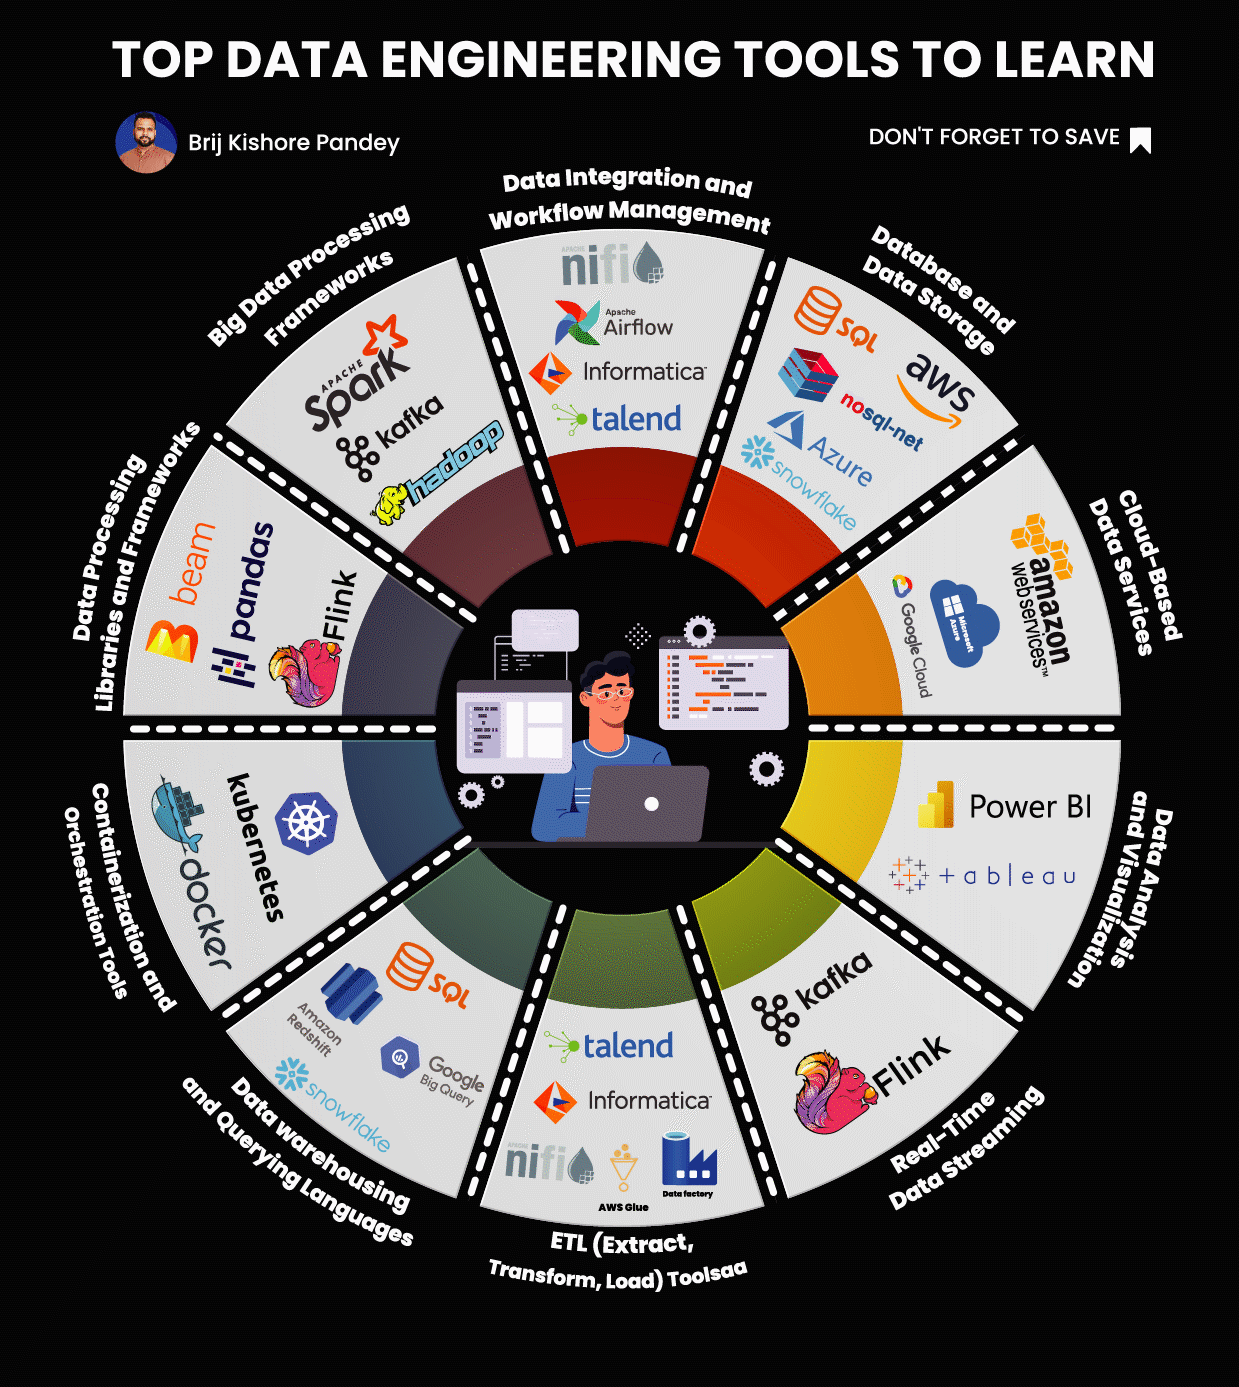 TOP DATA ENGINEERING TOOLS TO LEARN
Brij Kishore Pandey
DON'T FORGET TO SAVE
Data Integration and
Workflow Management
APACHE
nifi
Apache
Airflow
Informatica
talend
Database and
Data Storage
SQL
aws
nosql-net
Azure
snowflake
Cloud-Based
Data Services
amazon
web services™
Microsoft
Azure
Google Cloud
Data Analysis
and Visualization
Power BI
+ableau
Real-Time
Data Streaming
kafka
Flink
ETL (Extract,
Transform, Load) Toolsaa
talend
Informatica
APACHE
nifi
AWS Glue
Data factory
Data warehousing
and Querying Languages
SQL
Amazon
Redshift
Google
Big Query
snowflake
Containerization and
Orchestration Tools
docker
kubernetes
Data Processing
Libraries and Frameworks
beam
pandas
Flink
Big Data Processing
Frameworks
APACHE
Spark
kafka
hadoop